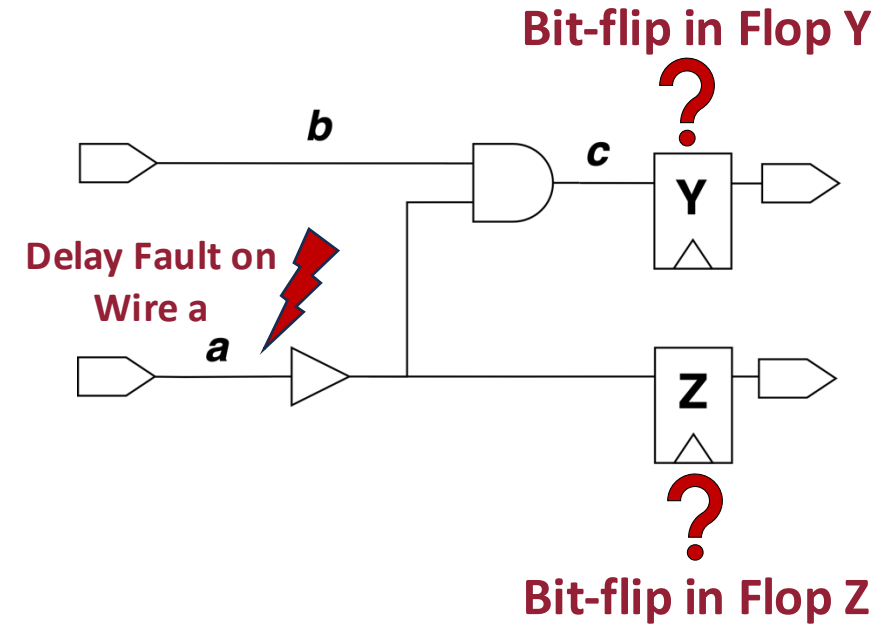 Bit-flip in Flop Y
?
b
c
Y
Delay Fault on
Wire a
a
Z
?
Bit-flip in Flop Z